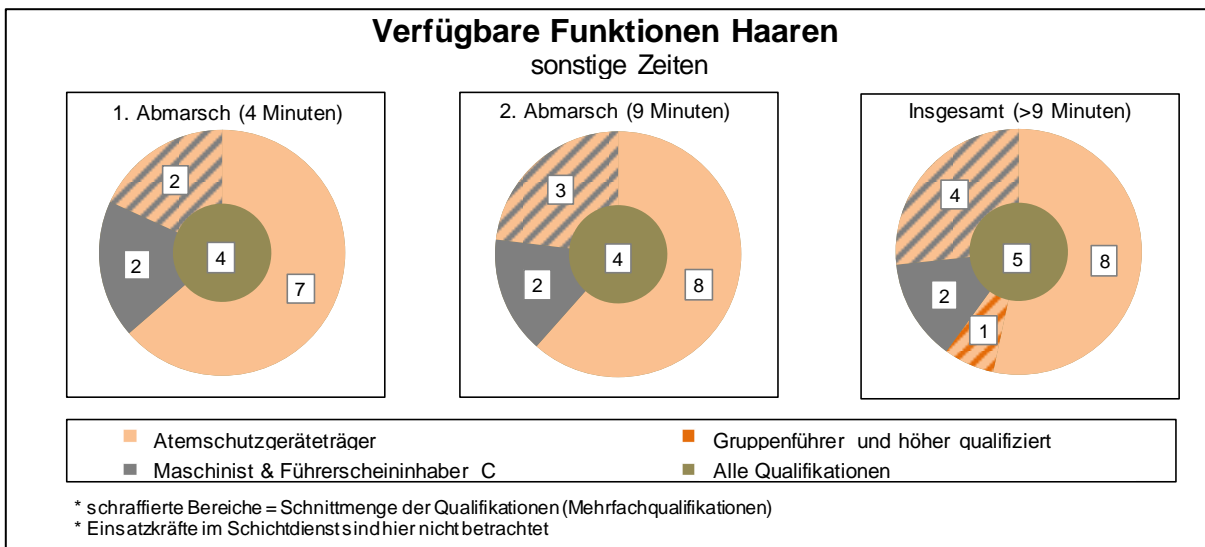 Verfügbare Funktionen Haaren
sonstige Zeiten
1. Abmarsch (4 Minuten)
2
2
4
7
2. Abmarsch (9 Minuten)
3
2
4
8
Insgesamt (>9 Minuten)
4
2
5
8
1
Atemschutzgeräteträger
Gruppenführer und höher qualifiziert
Maschinist & Führerscheininhaber C
Alle Qualifikationen
* schraffierte Bereiche = Schnittmenge der Qualifikationen (Mehrfachqualifikationen)
* Einsatzkräfte im Schichtdienst sind hier nicht betrachtet